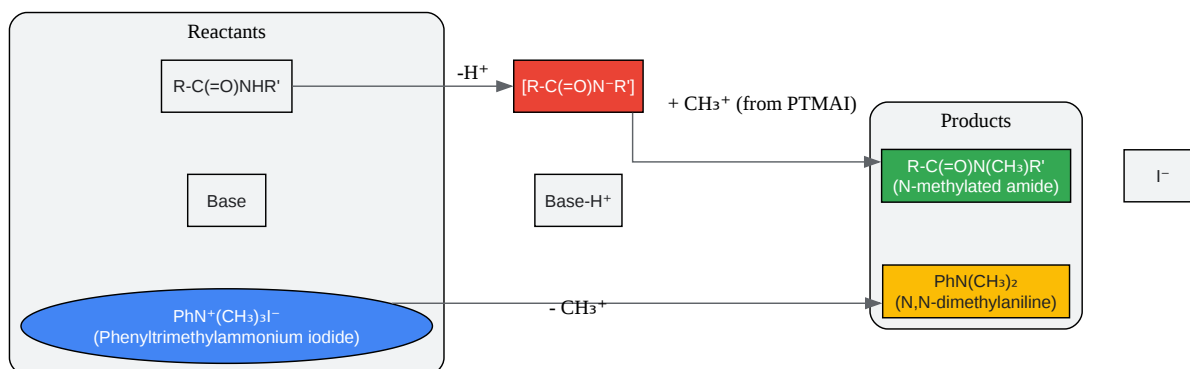 Reactants
R-C(=O)NHR'
-H⁺
[R-C(=O)N⁻R']
+ CH₃⁺ (from PTMAI)
Products
R-C(=O)N(CH₃)R'
(N-methylated amide)
I⁻
Base
Base-H⁺
PhN⁺(CH₃)₃I⁻
(Phenyltrimethylammonium iodide)
- CH₃⁺
PhN(CH₃)₂
(N,N-dimethylaniline)